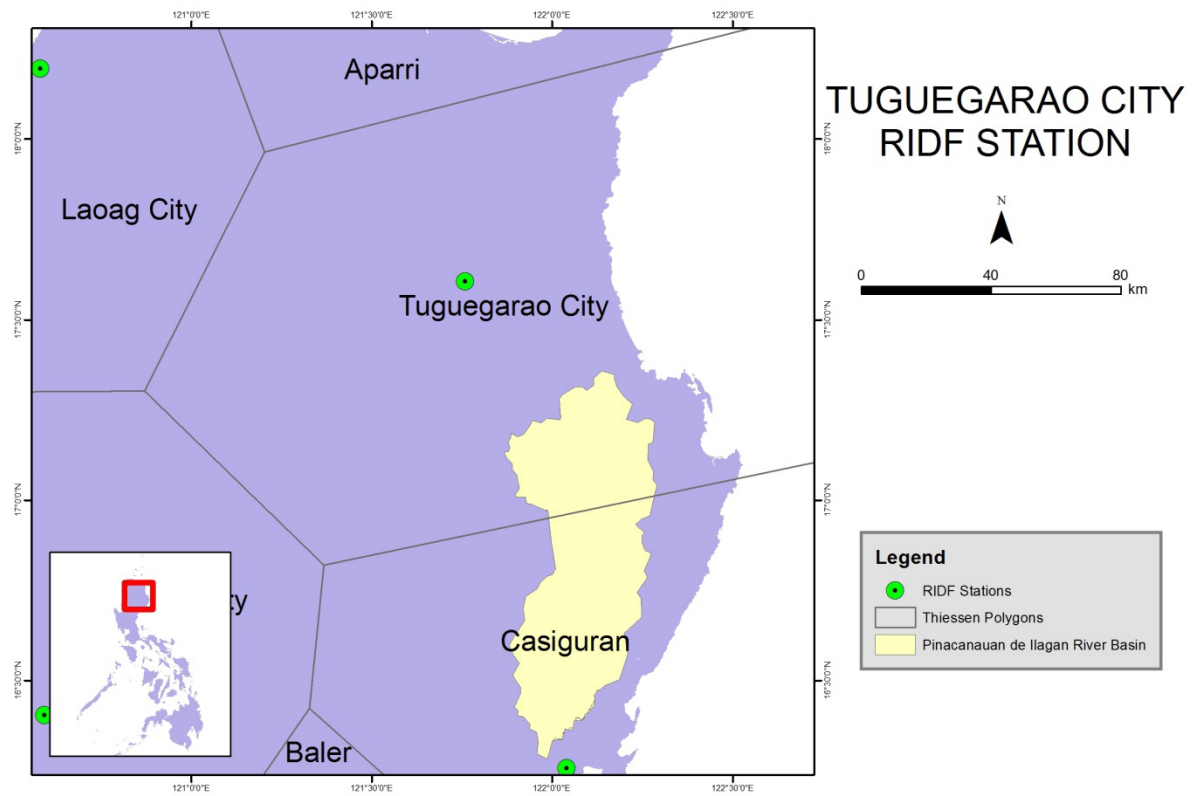 121°0'0"E
121°30'0"E
122°0'0"E
122°30'0"E
TUGUEGARAO CITY
RIDF STATION
N
0
40
80
km
18°0'0"N
17°30'0"N
17°0'0"N
16°30'0"N
18°0'0"N
17°30'0"N
17°0'0"N
16°30'0"N
Aparri
Laoag City
Tuguegarao City
Casiguran
Baler
Legend
RIDF Stations
Thiessen Polygons
Pinacanauan de Ilagan River Basin
121°0'0"E
121°30'0"E
122°0'0"E
122°30'0"E